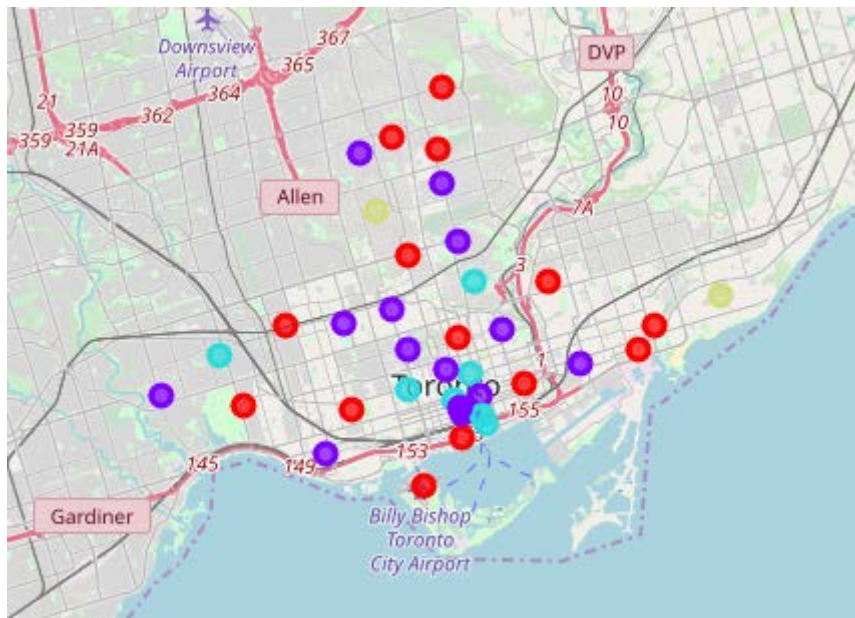 Downsview
Airport
367
365
364
362
359
359
21
21A
DVP
10
10
Allen
7A
3
1
Toronto
155
153
149
145
Gardiner
Billy Bishop
Toronto
City Airport